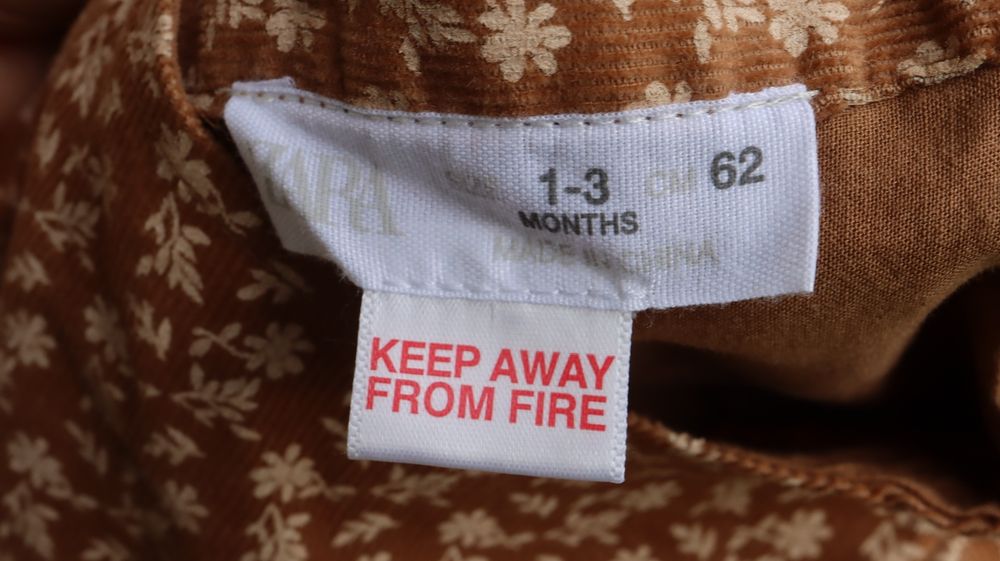 ZARA
SIZE 1-3 CM 62
MONTHS
MADE IN CHINA
KEEP AWAY
FROM FIRE